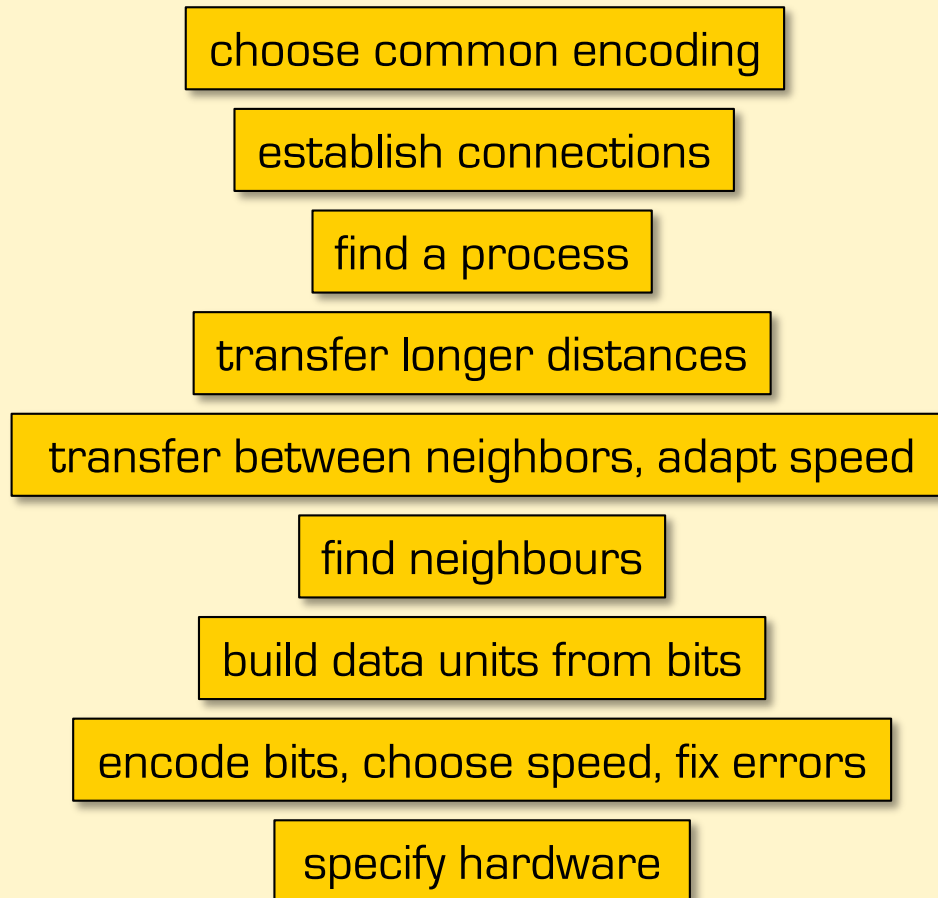 choose common encoding
establish connections
find a process
transfer longer distances
transfer between neighbors, adapt speed
find neighbours
build data units from bits
encode bits, choose speed, fix errors
specify hardware